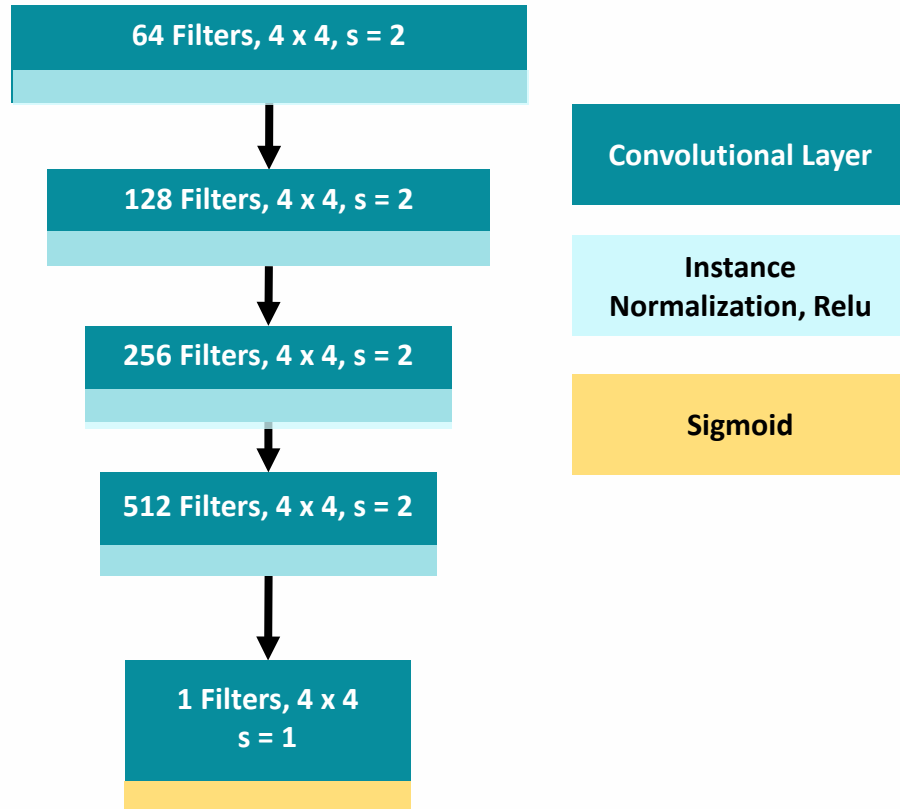 64 Filters, 4 x 4, s = 2
128 Filters, 4 x 4, s = 2
256 Filters, 4 x 4, s = 2
512 Filters, 4 x 4, s = 2
1 Filters, 4 x 4
s = 1
Convolutional Layer
Instance
Normalization, Relu
Sigmoid